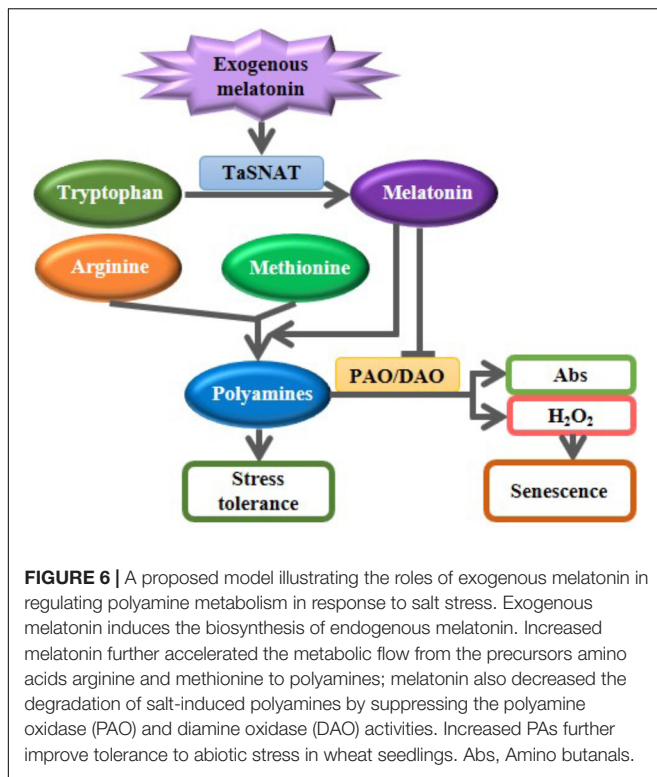 Exogenous
melatonin
TaSNAT
Tryptophan
Melatonin
Arginine
Methionine
PAO/DAO
Abs
Polyamines
H₂O₂
Stress
tolerance
Senescence
FIGURE 6 | A proposed model illustrating the roles of exogenous melatonin in
regulating polyamine metabolism in response to salt stress. Exogenous
melatonin induces the biosynthesis of endogenous melatonin. Increased
melatonin further accelerated the metabolic flow from the precursors amino
acids arginine and methionine to polyamines; melatonin also decreased the
degradation of salt-induced polyamines by suppressing the polyamine
oxidase (PAO) and diamine oxidase (DAO) activities. Increased PAs further
improve tolerance to abiotic stress in wheat seedlings. Abs, Amino butanals.